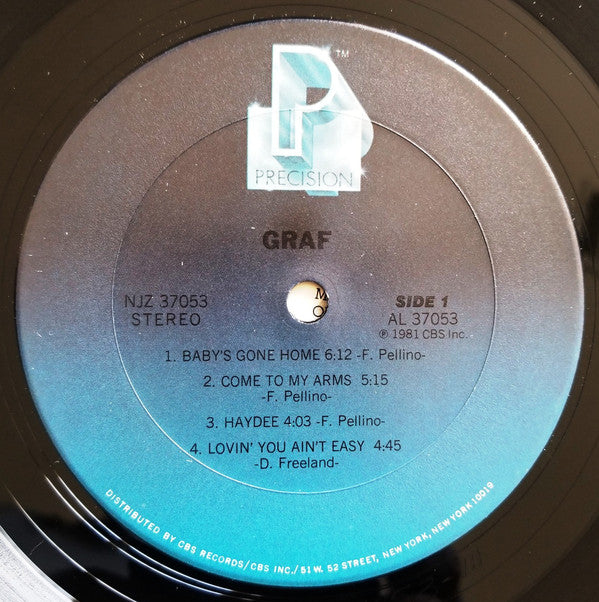 TM
PRECISION
GRAF
NJZ 37053
STEREO
SIDE 1
AL 37053
℗ 1981 CBS Inc.
1. BABY'S GONE HOME 6:12 -F. Pellino-
2. COME TO MY ARMS 5:15
-F. Pellino-
3. HAYDEE 4:03 -F. Pellino-
4. LOVIN' YOU AIN'T EASY 4:45
-D. Freeland-
DISTRIBUTED BY CBS RECORDS/CBS INC./51 W. 52 STREET, NEW YORK, NEW YORK 10019